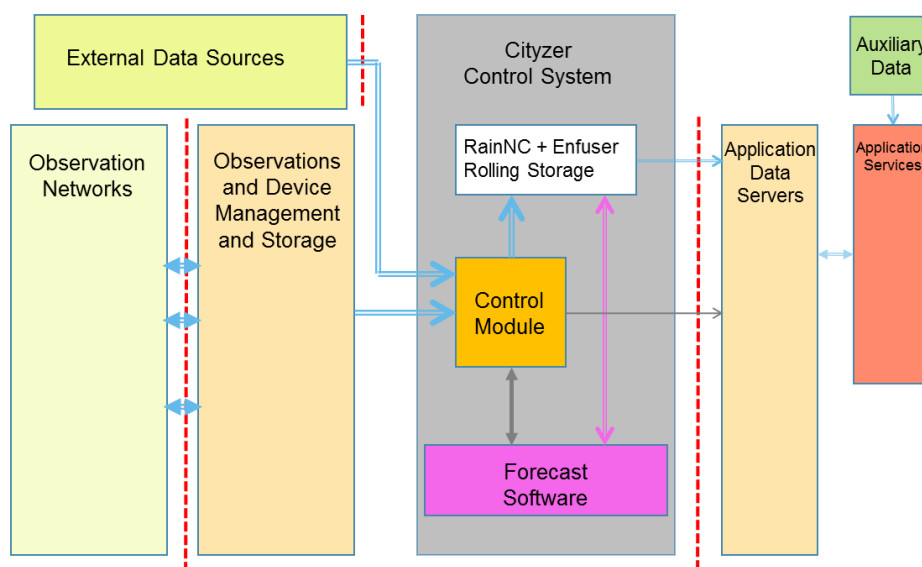 External Data Sources
Cityzer
Control System
Auxiliary
Data
Observation
Networks
Observations
and Device
Management
and Storage
RainNC + Enfuser
Rolling Storage
Application
Data
Servers
Application
Services
Control
Module
Forecast
Software